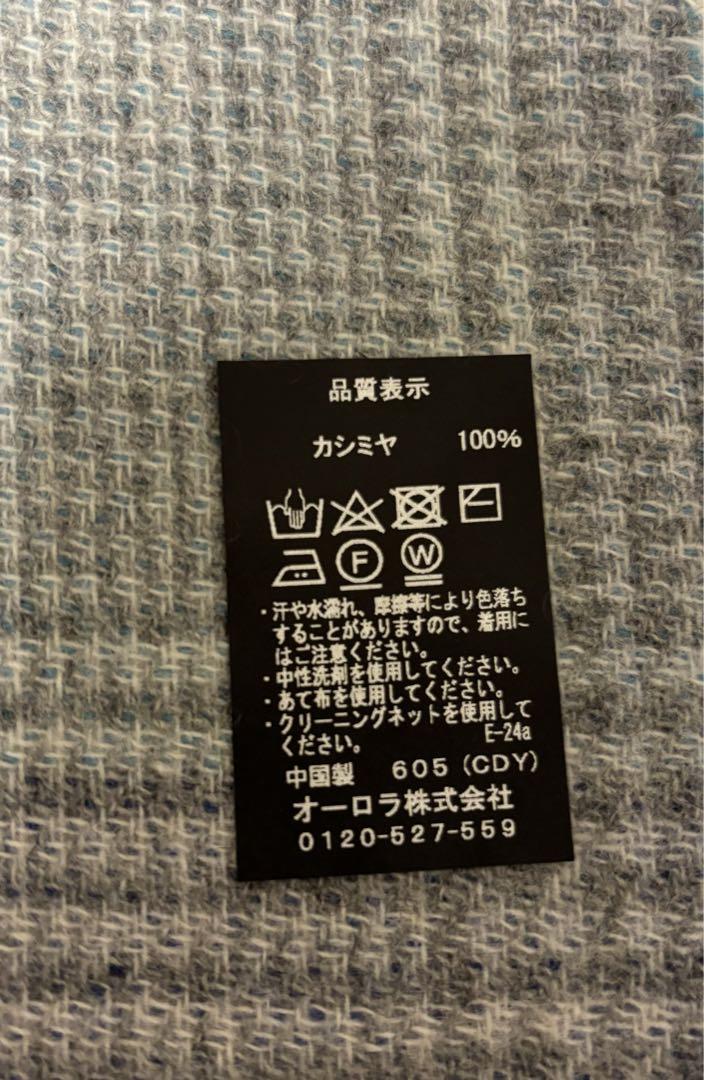 品質表示
カシミヤ 100%
F W
・汗や水濡れ、摩擦等により色落ち
することがありますので、着用に
はご注意ください。
・中性洗剤を使用してください。
・あて布を使用してください。
・クリーニングネットを使用して
ください。 E-24a
中国製 605 (CDY)
オーロラ株式会社
0120-527-559